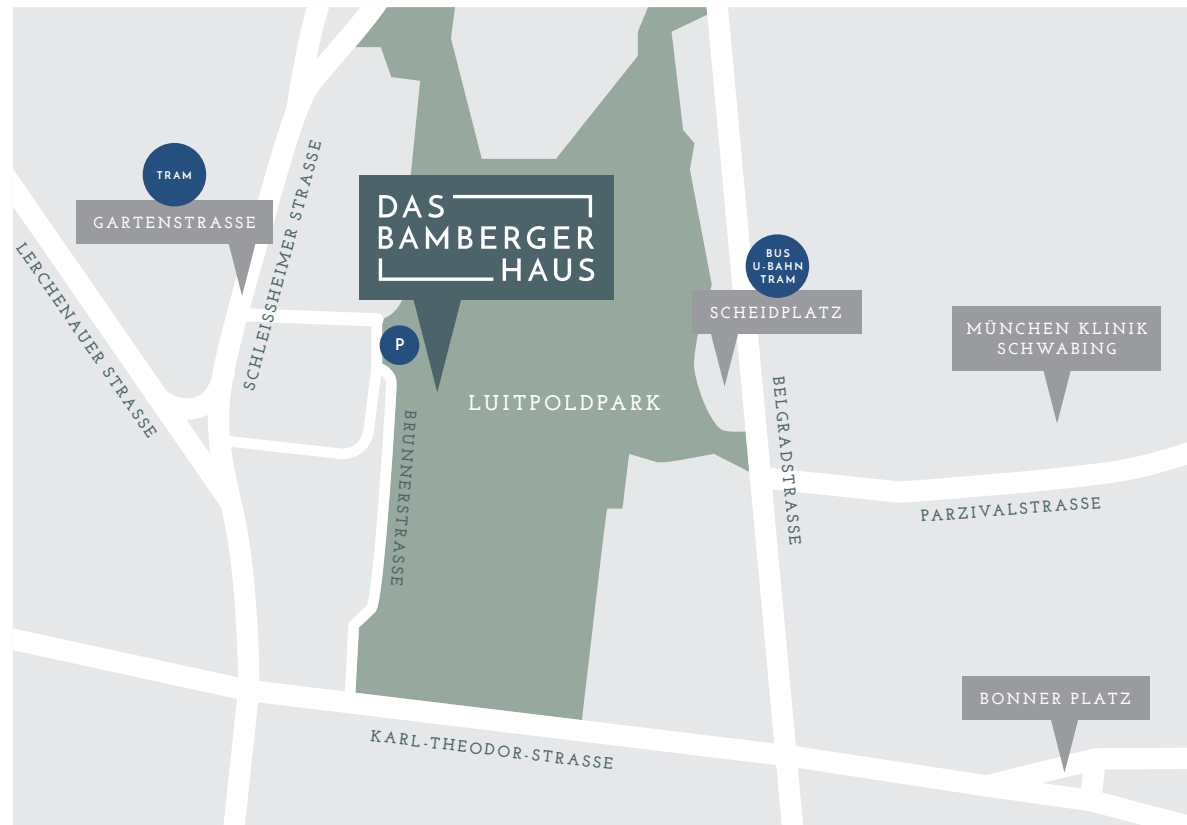 TRAM
GARTENSTRASSE
SCHLEISSHEIMER STRASSE
LERCHENAUER STRASSE
DAS
BAMBERGER
HAUS
P
BUS
U-BAHN
TRAM
SCHEIDPLATZ
MÜNCHEN KLINIK
SCHWABING
LUITPOLDPARK
BRUNNERSTRASSE
BELGRADSTRASSE
PARZIVALSTRASSE
BONNER PLATZ
KARL-THEODOR-STRASSE